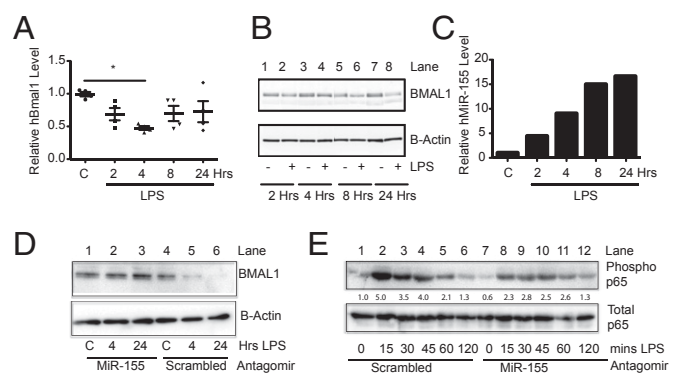 A
Relative hBmal1 Level
1.5
1.0
0.5
0.0
*
C 2 4 8 24 Hrs
LPS
B
1 2 3 4 5 6 7 8 Lane
BMAL1
B-Actin
- + - + - + - + LPS
2 Hrs 4 Hrs 8 Hrs 24 Hrs
C
Relative hMiR-155 Level
20
15
10
5
0
C 2 4 8 24 Hrs
LPS
D
1 2 3 4 5 6 Lane
BMAL1
B-Actin
C 4 24 C 4 24 Hrs LPS
MiR-155 Scrambled Antagomir
E
1 2 3 4 5 6 7 8 9 10 11 12 Lane
Phospho
p65
1.0 5.0 3.5 4.0 2.1 1.3 0.6 2.3 2.8 2.5 2.6 1.3
Total
p65
0 15 30 45 60 120 0 15 30 45 60 120 mins LPS
Scrambled MiR-155 Antagomir